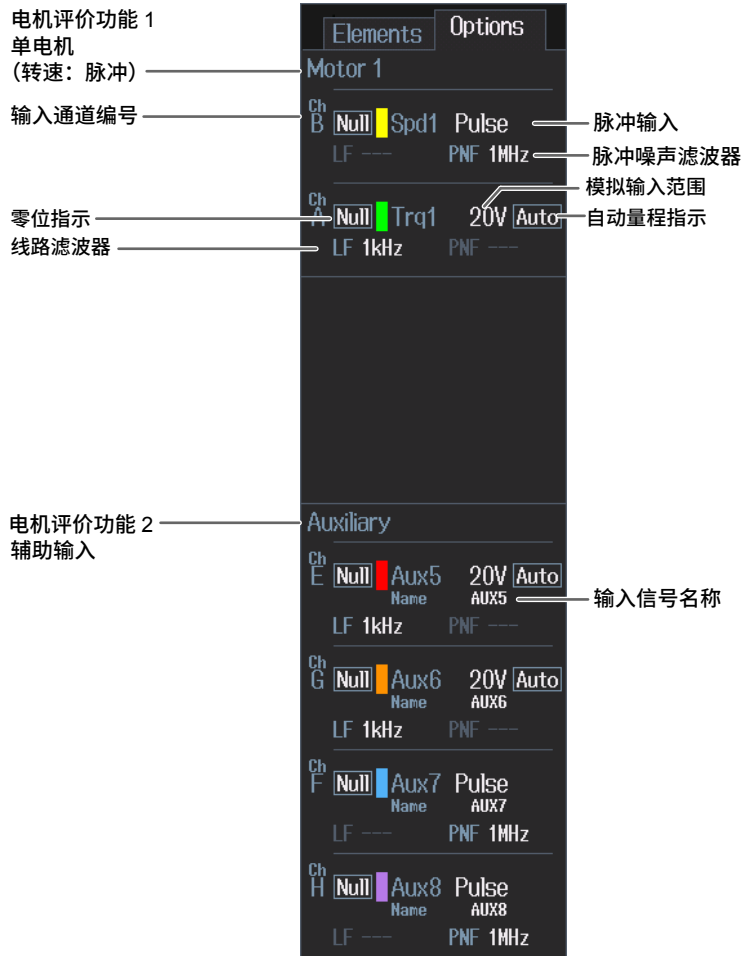 电机评价功能 1
单电机
（转速：脉冲）
输入通道编号
零位指示
线路滤波器
电机评价功能 2
辅助输入
Elements Options
Motor 1
Ch B Null Spd1 Pulse
LF --- PNF 1MHz
Ch A Null Trq1 20V Auto
LF 1kHz PNF ---
Auxiliary
Ch E Null Aux5 20V Auto
Name AUX5
LF 1kHz PNF ---
Ch G Null Aux6 20V Auto
Name AUX6
LF 1kHz PNF ---
Ch F Null Aux7 Pulse
Name AUX7
LF --- PNF 1MHz
Ch H Null Aux8 Pulse
Name AUX8
LF --- PNF 1MHz
脉冲输入
脉冲噪声滤波器
模拟输入范围
自动量程指示
输入信号名称